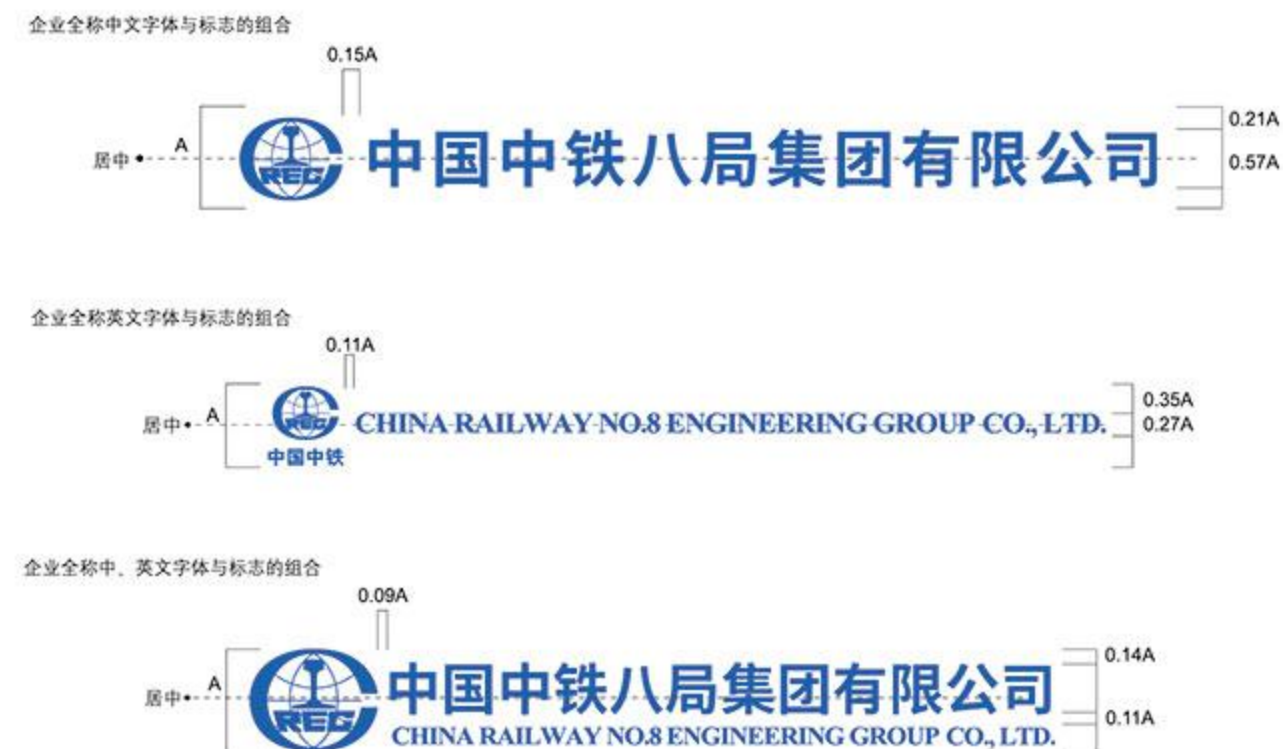 企业全称中文字体与标志的组合
0.15A
0.21A
居中 A CREG 中国中铁八局集团有限公司 0.57A
企业全称英文字体与标志的组合
0.11A
0.35A
居中 A CREG CHINA RAILWAY NO.8 ENGINEERING GROUP CO., LTD. 0.27A
中国中铁
企业全称中、英文字体与标志的组合
0.09A
0.14A
居中 A CREG 中国中铁八局集团有限公司
0.11A
CHINA RAILWAY NO.8 ENGINEERING GROUP CO., LTD.